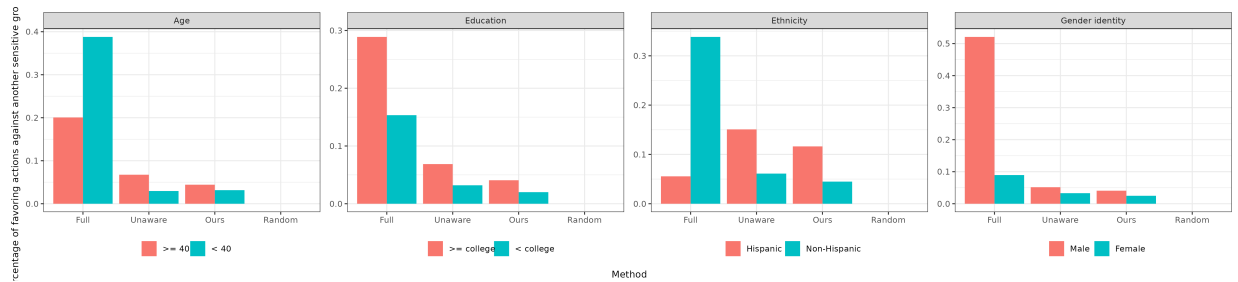 Age
Education
Ethnicity
Gender identity
actions against another sensitive
of favoring
0.4
0.3
0.2
0.1
0.0
0.3
0.2
0.1
0.0
0.3
0.2
0.1
0.0
0.5
0.4
0.3
0.2
0.1
0.0
Full Unaware Ours Random
Full Unaware Ours Random
Full Unaware Ours Random
Full Unaware Ours Random
>= 40 < 40
>= college < college
Hispanic Non-Hispanic
Male Female
Method